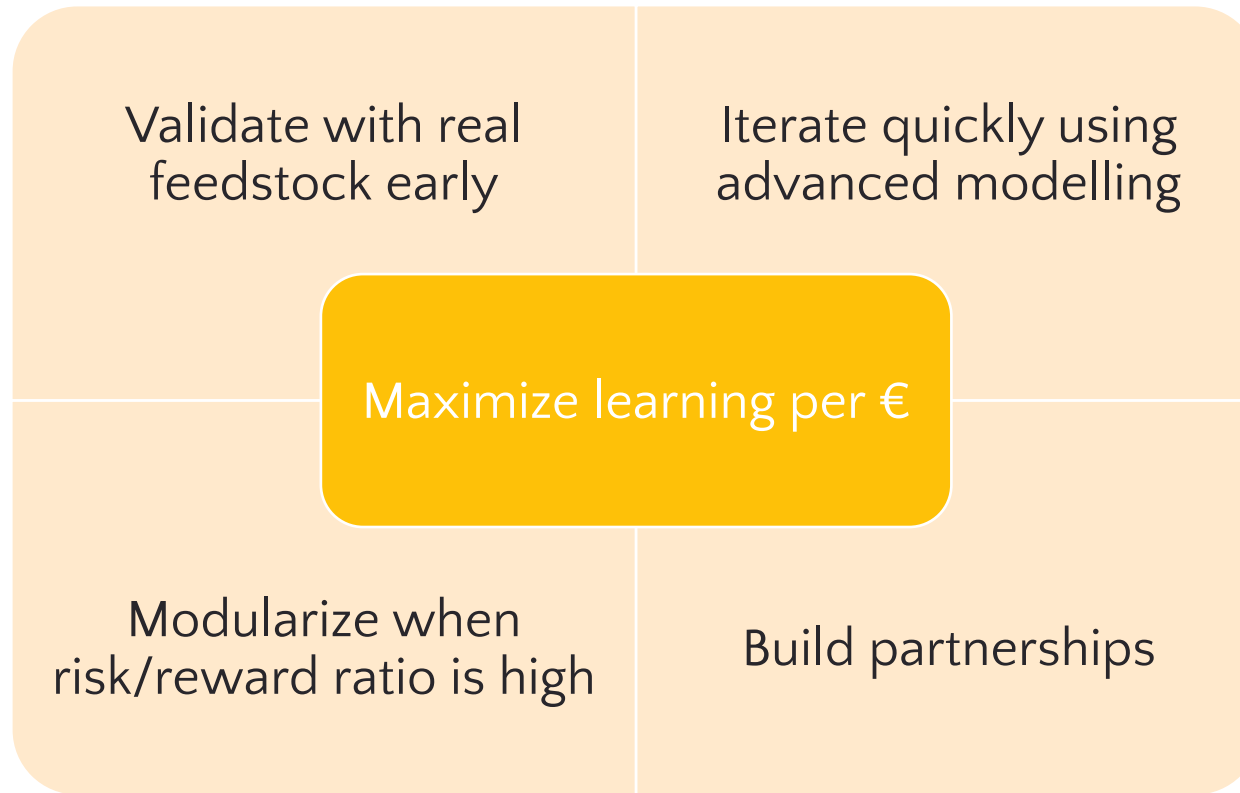 Validate with real
feedstock early
Iterate quickly using
advanced modelling
Maximize learning per €
Modularize when
risk/reward ratio is high
Build partnerships